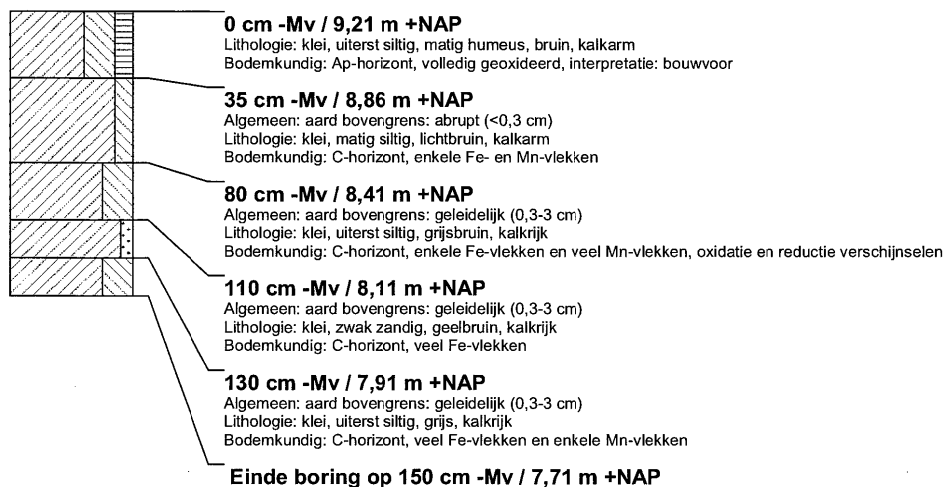 0 cm -Mv / 9,21 m +NAP
Lithologie: klei, uiterst siltig, matig humeus, bruin, kalkarm
Bodemkundig: Ap-horizont, volledig geoxideerd, interpretatie: bouwvoor
35 cm -Mv / 8,86 m +NAP
Algemeen: aard bovengrens: abrupt (<0,3 cm)
Lithologie: klei, matig siltig, lichtbruin, kalkarm
Bodemkundig: C-horizont, enkele Fe- en Mn-vlekken
80 cm -Mv / 8,41 m +NAP
Algemeen: aard bovengrens: geleidelijk (0,3-3 cm)
Lithologie: klei, uiterst siltig, grijsbruin, kalkrijk
Bodemkundig: C-horizont, enkele Fe-vlekken en veel Mn-vlekken, oxidatie en reductie verschijnselen
110 cm -Mv / 8,11 m +NAP
Algemeen: aard bovengrens: geleidelijk (0,3-3 cm)
Lithologie: klei, zwak zandig, geelbruin, kalkrijk
Bodemkundig: C-horizont, veel Fe-vlekken
130 cm -Mv / 7,91 m +NAP
Algemeen: aard bovengrens: geleidelijk (0,3-3 cm)
Lithologie: klei, uiterst siltig, grijs, kalkrijk
Bodemkundig: C-horizont, veel Fe-vlekken en enkele Mn-vlekken
Einde boring op 150 cm -Mv / 7,71 m +NAP